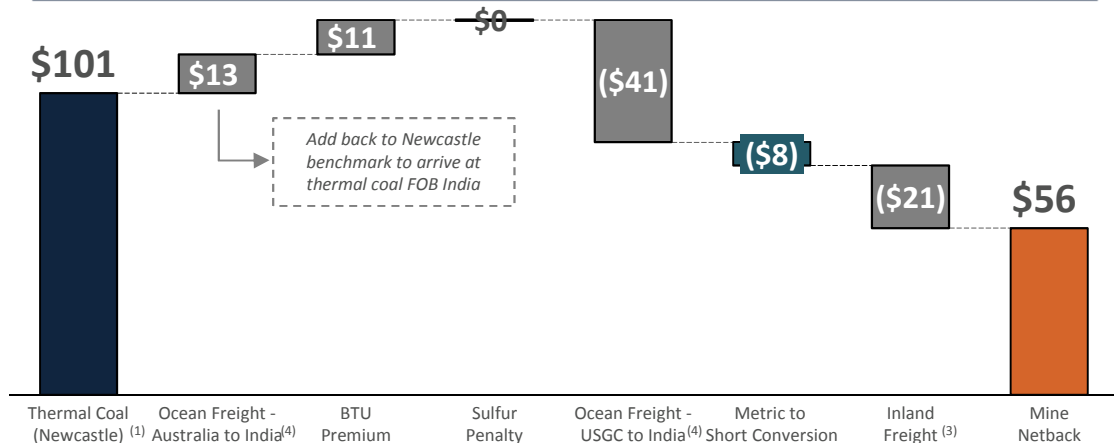 $101
$13
$11
$0
($41)
($8)
($21)
$56
Add back to Newcastle
benchmark to arrive at
thermal coal FOB India
Thermal Coal
(Newcastle) (1)
Ocean Freight -
Australia to India(4)
BTU
Premium
Sulfur
Penalty
Ocean Freight -
USGC to India(4)
Metric to
Short Conversion
Inland
Freight (3)
Mine
Netback